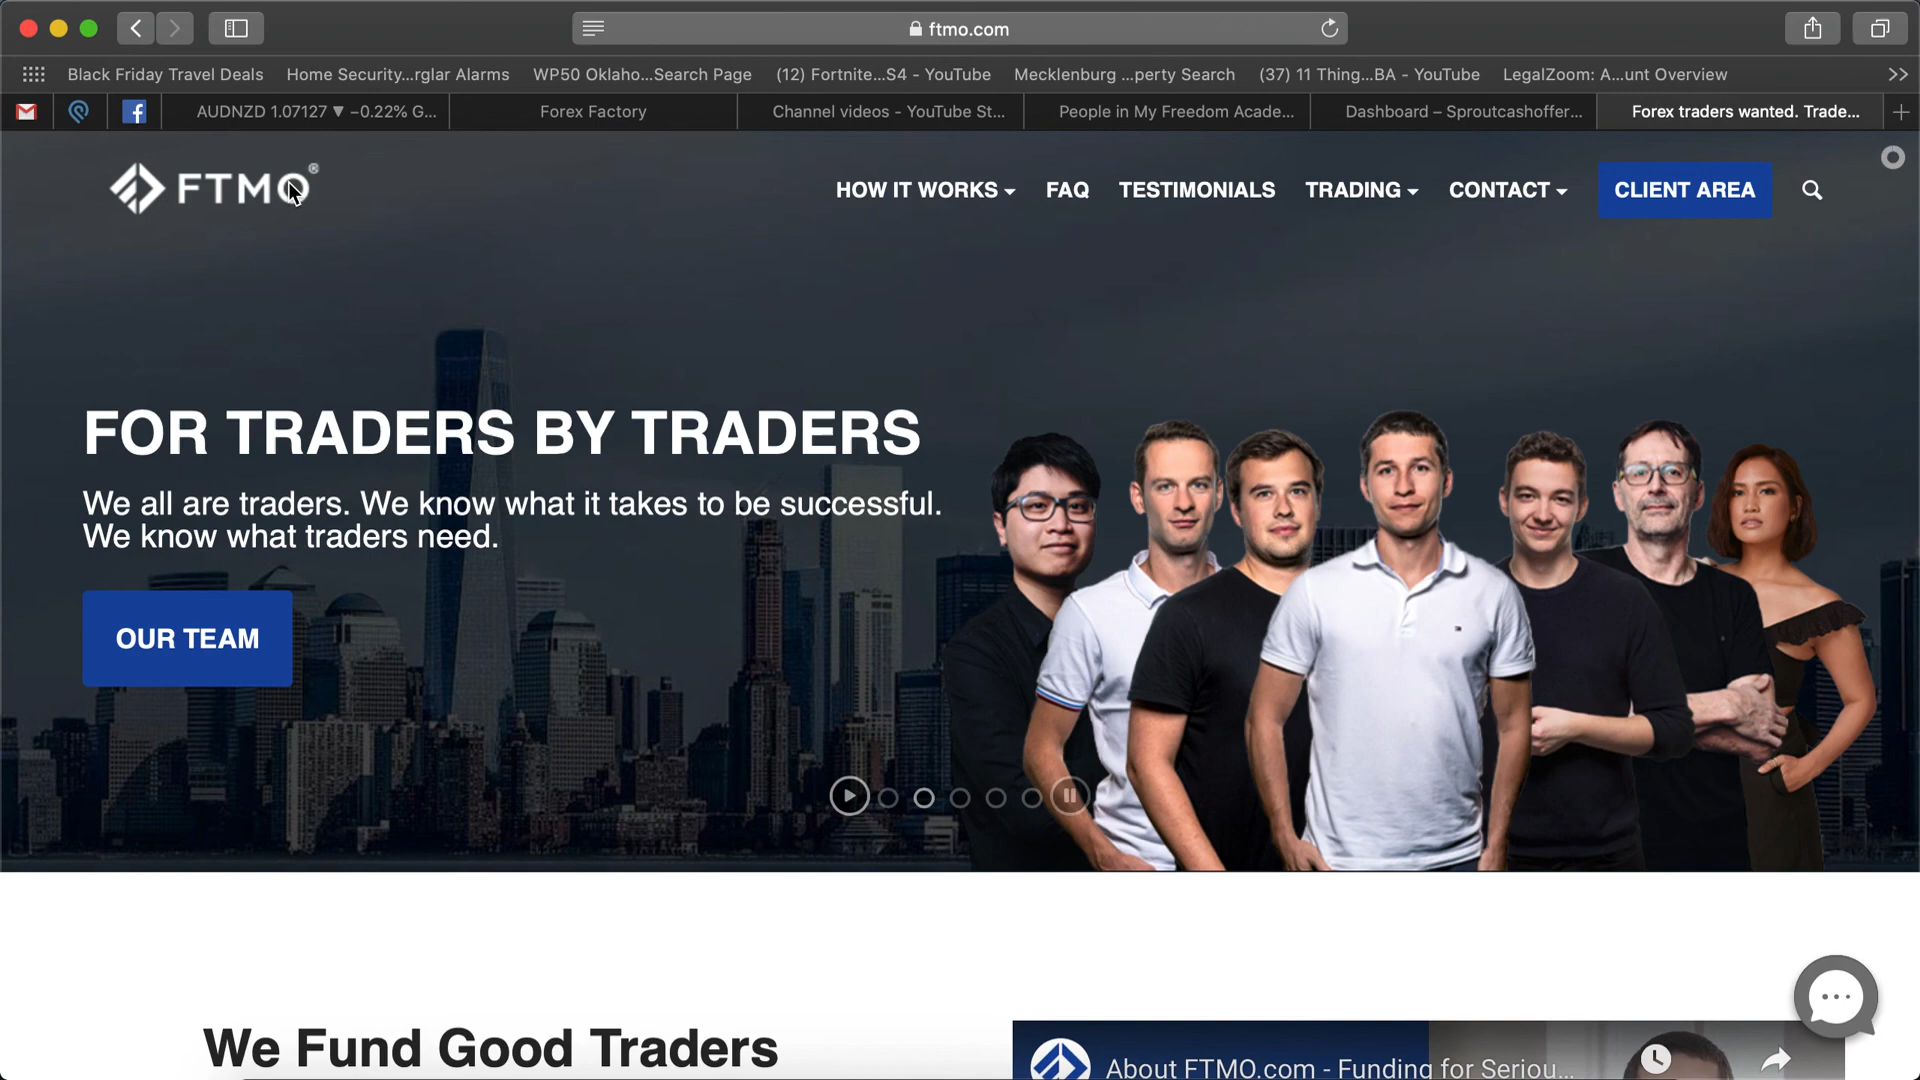 ftmo.com
Black Friday Travel Deals
Home Security...rglar Alarms
WP50 Oklaho...Search Page
(12) Fortnite...S4 - YouTube
Mecklenburg ...perty Search
(37) 11 Thing...BA - YouTube
LegalZoom: A...unt Overview
AUDNZD 1.07127 ▼ −0.22% G...
Forex Factory
Channel videos - YouTube St...
People in My Freedom Acade...
Dashboard – Sproutcashoffer...
Forex traders wanted. Trade...
FTMO®
HOW IT WORKS
FAQ
TESTIMONIALS
TRADING
CONTACT
CLIENT AREA
FOR TRADERS BY TRADERS
We all are traders. We know what it takes to be successful.
We know what traders need.
OUR TEAM
We Fund Good Traders
About FTMO.com - Funding for Seriou...